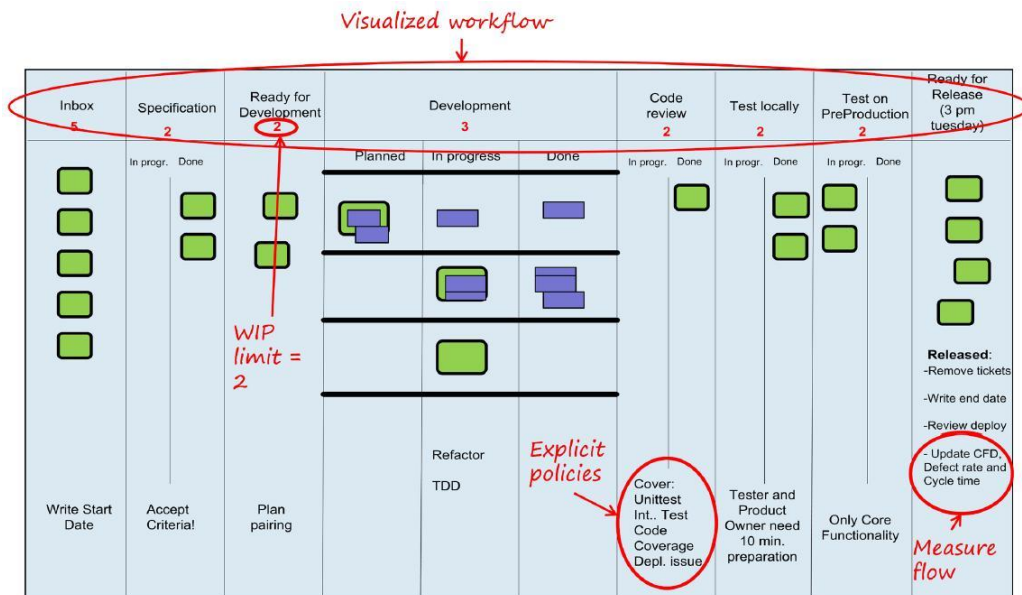 Visualized workflow
Inbox
5
Specification
2
Ready for
Development
2
Development
3
Code
review
2
Test locally
2
Test on
PreProduction
2
Ready for
Release
(3 pm
tuesday)
In progr. Done
Planned
In progress
Done
In progr. Done
In progr. Done
In progr. Done
WIP
limit =
2
Released:
-Remove tickets
-Write end date
-Review deploy
- Update CFD,
Defect rate and
Cycle time
Refactor
TDD
Explicit
policies
Write Start
Date
Accept
Criteria!
Plan
pairing
Cover:
Unittest
Int.. Test
Code
Coverage
Depl. issue
Tester and
Product
Owner need
10 min.
preparation
Only Core
Functionality
Measure
flow